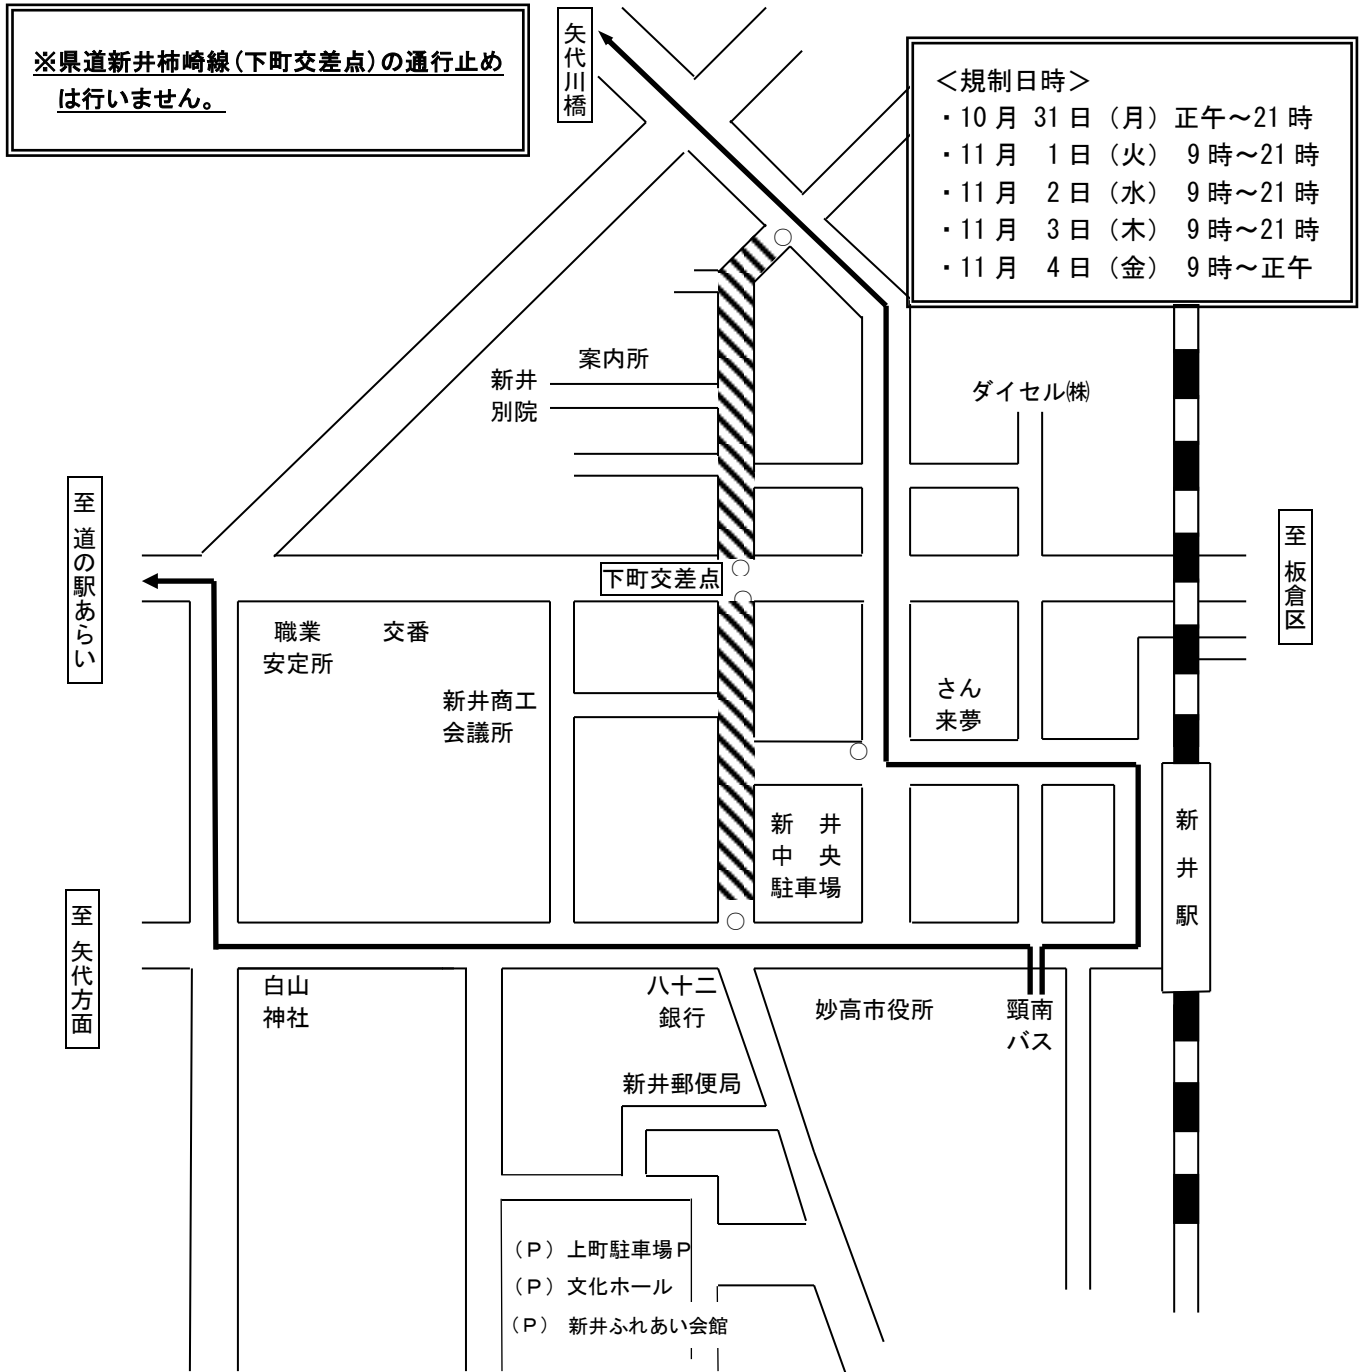 ※県道新井柿崎線(下町交差点)の通行止め
は行いません。
矢代川橋
<規制日時>
・10月 31日（月）正午～21時
・11月 1日（火） 9時～21時
・11月 2日（水） 9時～21時
・11月 3日（木） 9時～21時
・11月 4日（金） 9時～正午
案内所
新井
別院
ダイセル㈱
至 道の駅あらい
至 板倉区
下町交差点
職業
安定所
交番
新井商工
会議所
さん
来夢
新 井
中 央
駐車場
新井駅
至 矢代方面
白山
神社
八十二
銀行
妙高市役所
頸南
バス
新井郵便局
（Ｐ）上町駐車場Ｐ
（Ｐ）文化ホール
（Ｐ） 新井ふれあい会館